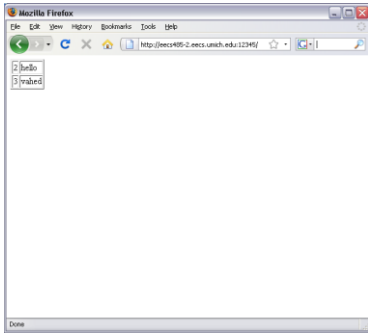 Mozilla Firefox
File Edit View History Bookmarks Tools Help
http://eecs485-2.eecs.umich.edu:12345/
2 hello
3 vahed
Done